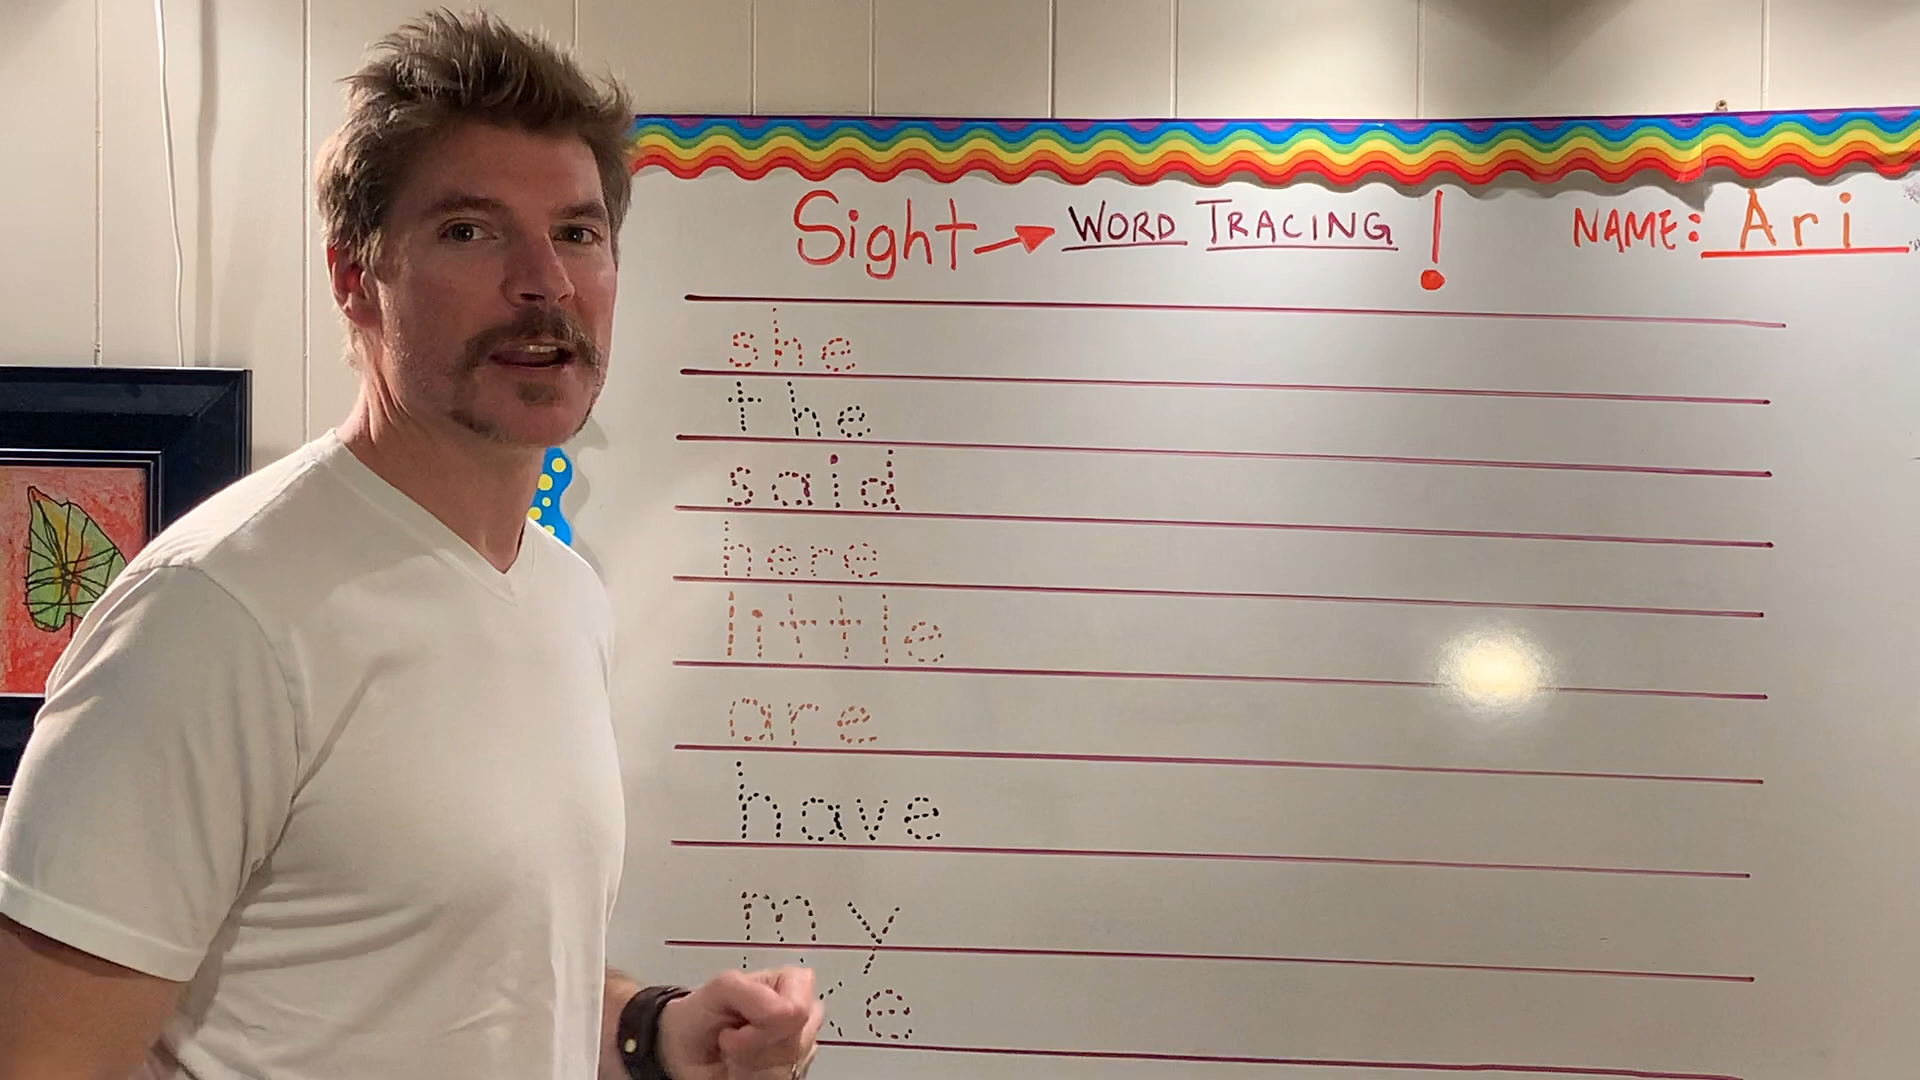 Sight → WORD TRACING! NAME: Ari
she
the
said
here
little
are
have
my